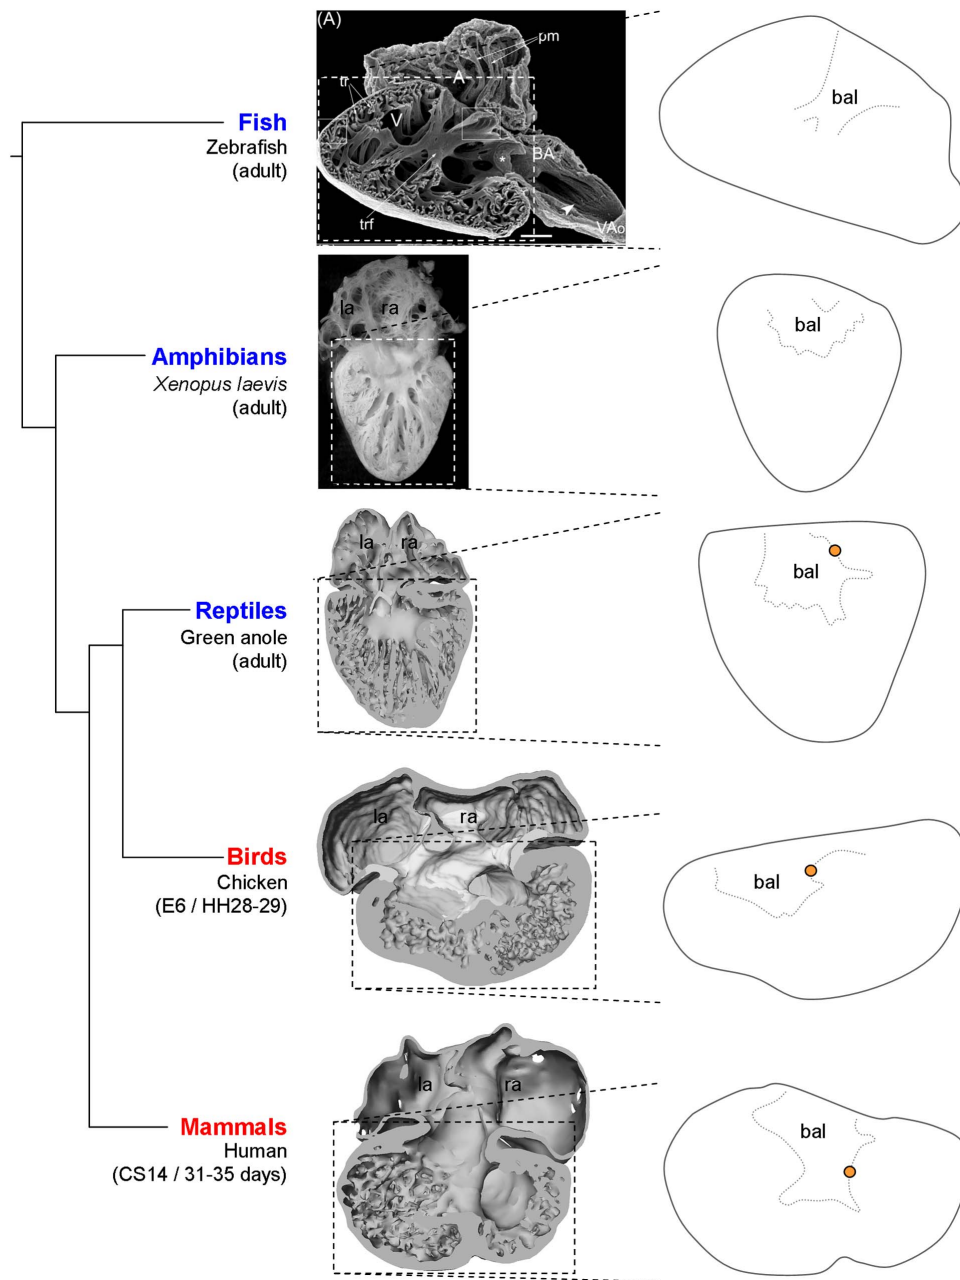 (A)
pm
tr
A
V
Fish
Zebrafish
(adult)
*
BA
trf
VAo
bal
la ra
Amphibians
Xenopus laevis
(adult)
bal
la ra
Reptiles
Green anole
(adult)
bal
la ra
Birds
Chicken
(E6 / HH28-29)
bal
la ra
Mammals
Human
(CS14 / 31-35 days)
bal